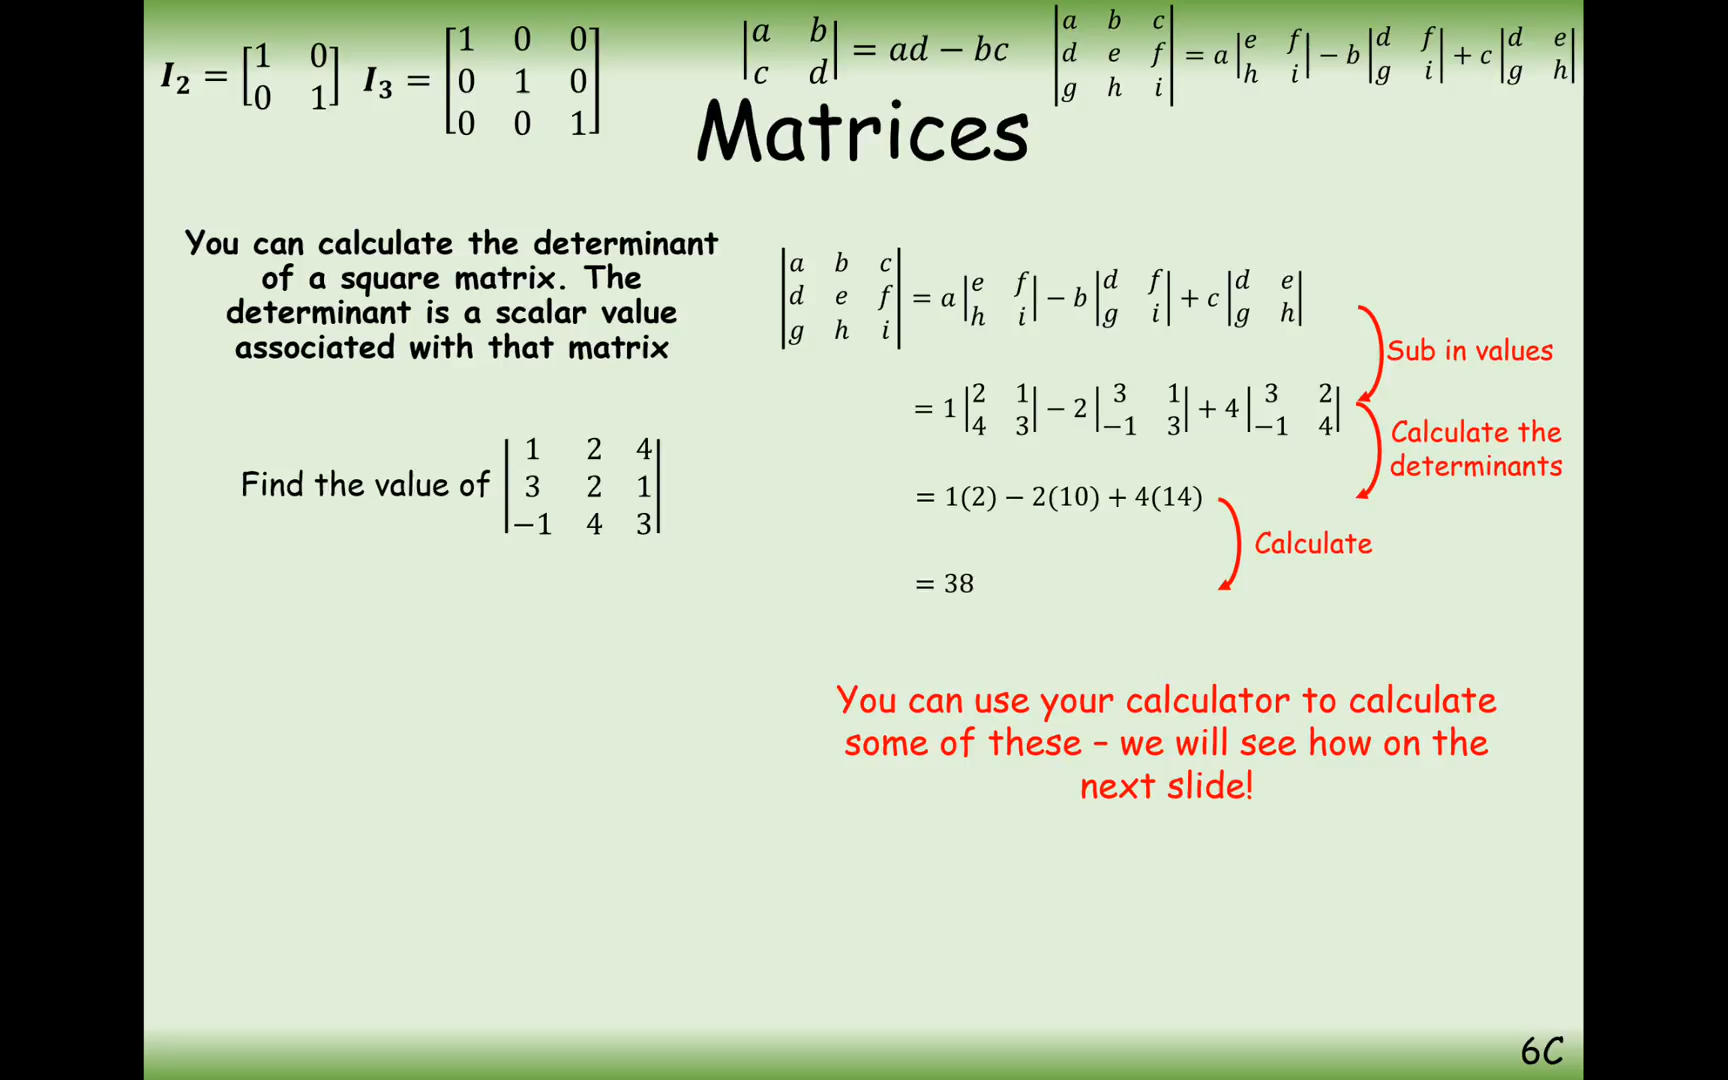 I₂ = [1 0; 0 1] I₃ = [1 0 0; 0 1 0; 0 0 1] |a b; c d| = ad − bc |a b c; d e f; g h i| = a|e f; h i| − b|d f; g i| + c|d e; g h|
Matrices
You can calculate the determinant
of a square matrix. The
determinant is a scalar value
associated with that matrix
Find the value of |1 2 4; 3 2 1; −1 4 3|
|a b c; d e f; g h i| = a|e f; h i| − b|d f; g i| + c|d e; g h|
Sub in values
= 1|2 1; 4 3| − 2|3 1; −1 3| + 4|3 2; −1 4|
Calculate the
determinants
= 1(2) − 2(10) + 4(14)
Calculate
= 38
You can use your calculator to calculate
some of these – we will see how on the
next slide!
6C